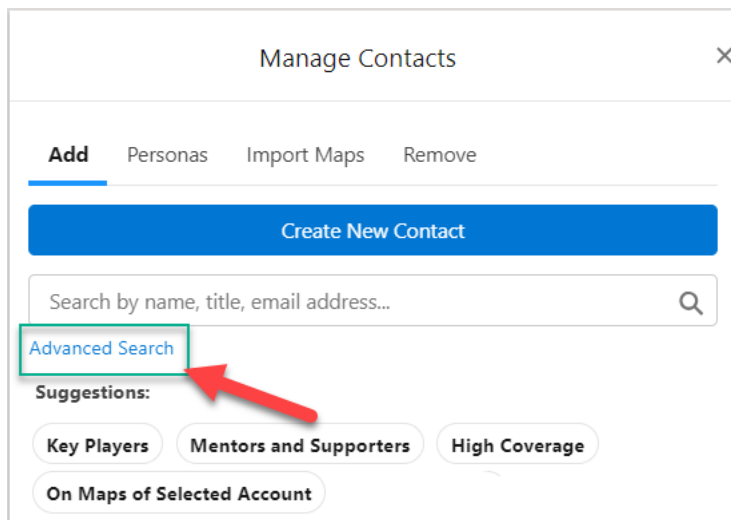 Manage Contacts
Add Personas Import Maps Remove
Create New Contact
Search by name, title, email address...
Advanced Search
Suggestions:
Key Players Mentors and Supporters High Coverage
On Maps of Selected Account